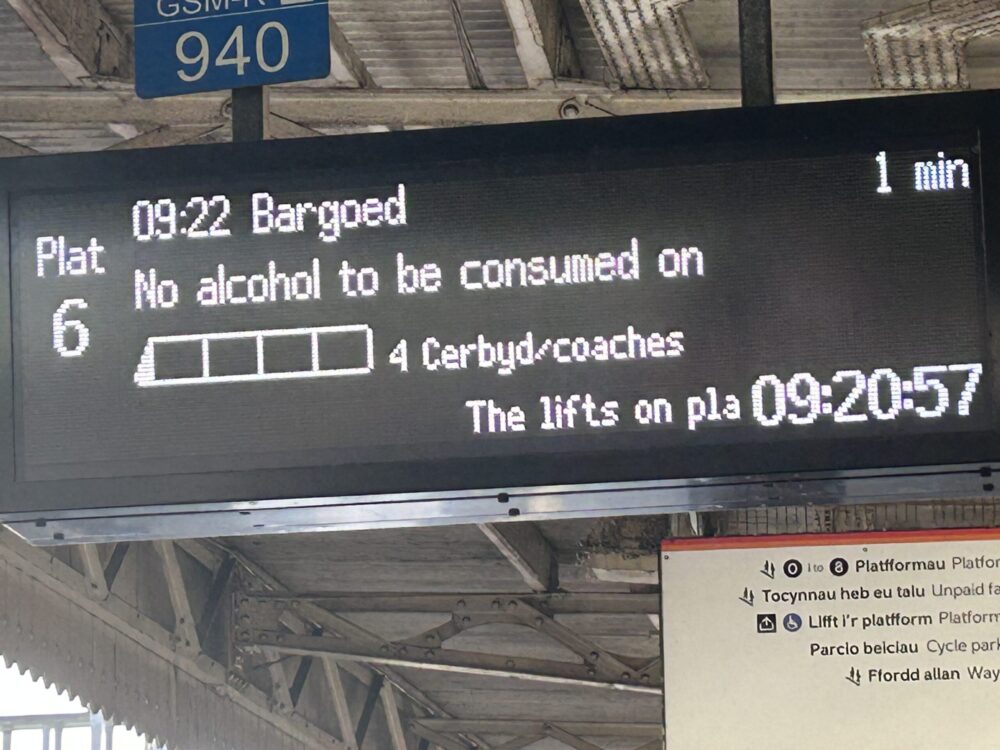 GSM-R
940
1 min
09:22 Bargoed
Plat
6
No alcohol to be consumed on
4 Cerbyd/coaches
The lifts on pla 09:20:57
0 i to 8 Platfformau Platfor
Tocynnau heb eu talu Unpaid fa
Lifft i'r platfform Platform
Parcio beiciau Cycle park
Ffordd allan Way